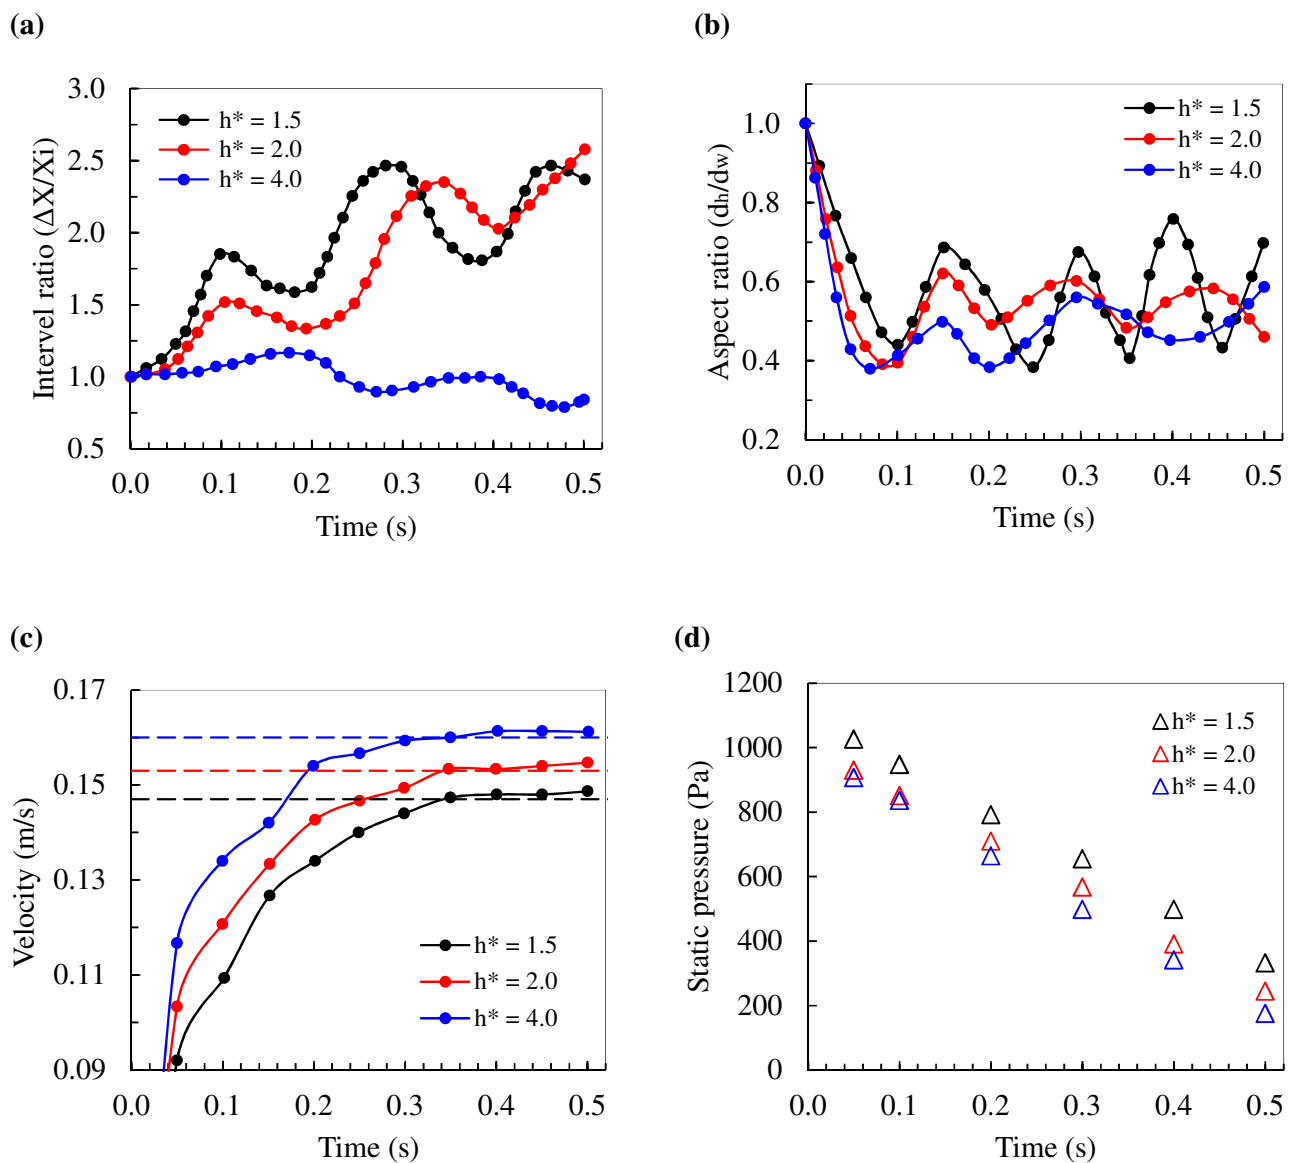 (a)
3.0
2.5
2.0
1.5
1.0
0.5
Intervel ratio (ΔX/Xi)
h* = 1.5
h* = 2.0
h* = 4.0
0.0 0.1 0.2 0.3 0.4 0.5
Time (s)
(b)
1.0
0.8
0.6
0.4
0.2
Aspect ratio (dh/dw)
h* = 1.5
h* = 2.0
h* = 4.0
0.0 0.1 0.2 0.3 0.4 0.5
Time (s)
(c)
0.17
0.15
0.13
0.11
0.09
Velocity (m/s)
h* = 1.5
h* = 2.0
h* = 4.0
0.0 0.1 0.2 0.3 0.4 0.5
Time (s)
(d)
1200
1000
800
600
400
200
0
Static pressure (Pa)
h* = 1.5
h* = 2.0
h* = 4.0
0.0 0.1 0.2 0.3 0.4 0.5
Time (s)